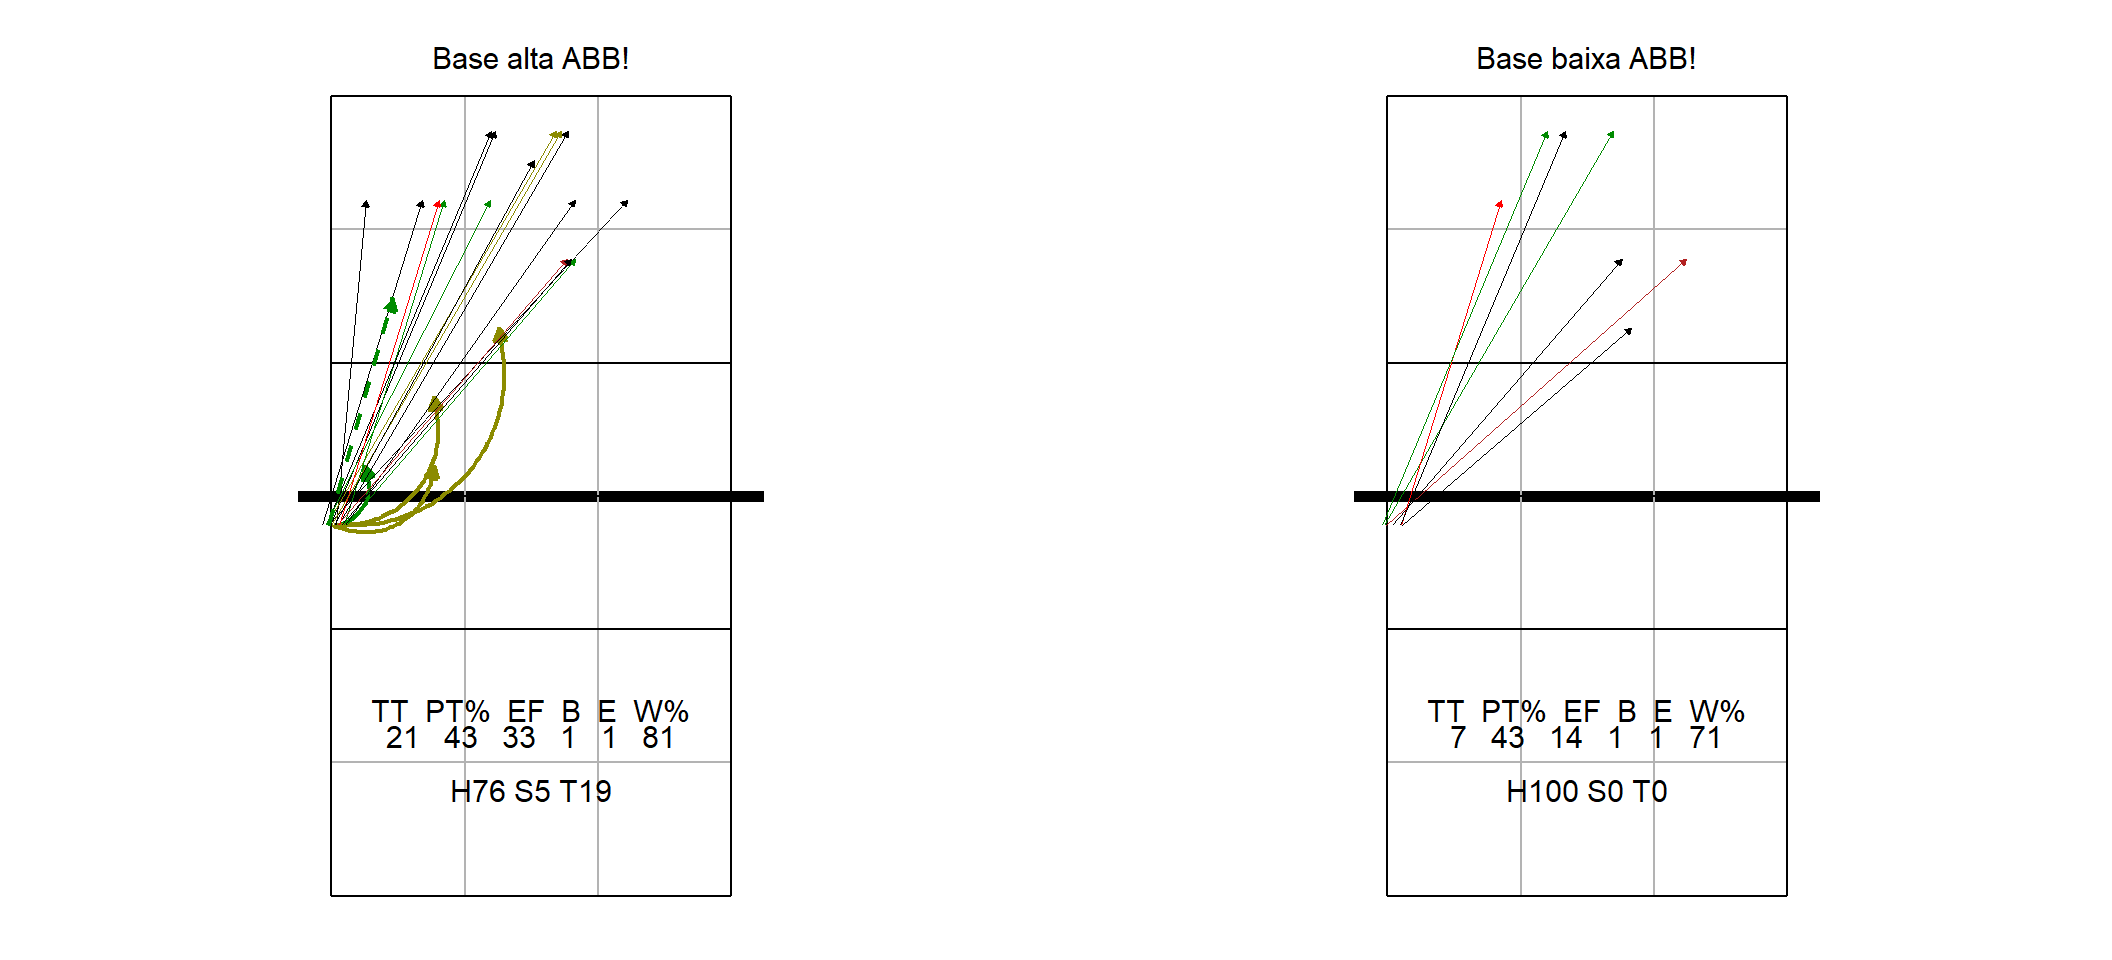 Base alta ABB!
TT PT% EF B E W%
21 43 33 1 1 81
H76 S5 T19
Base baixa ABB!
TT PT% EF B E W%
7 43 14 1 1 71
H100 S0 T0